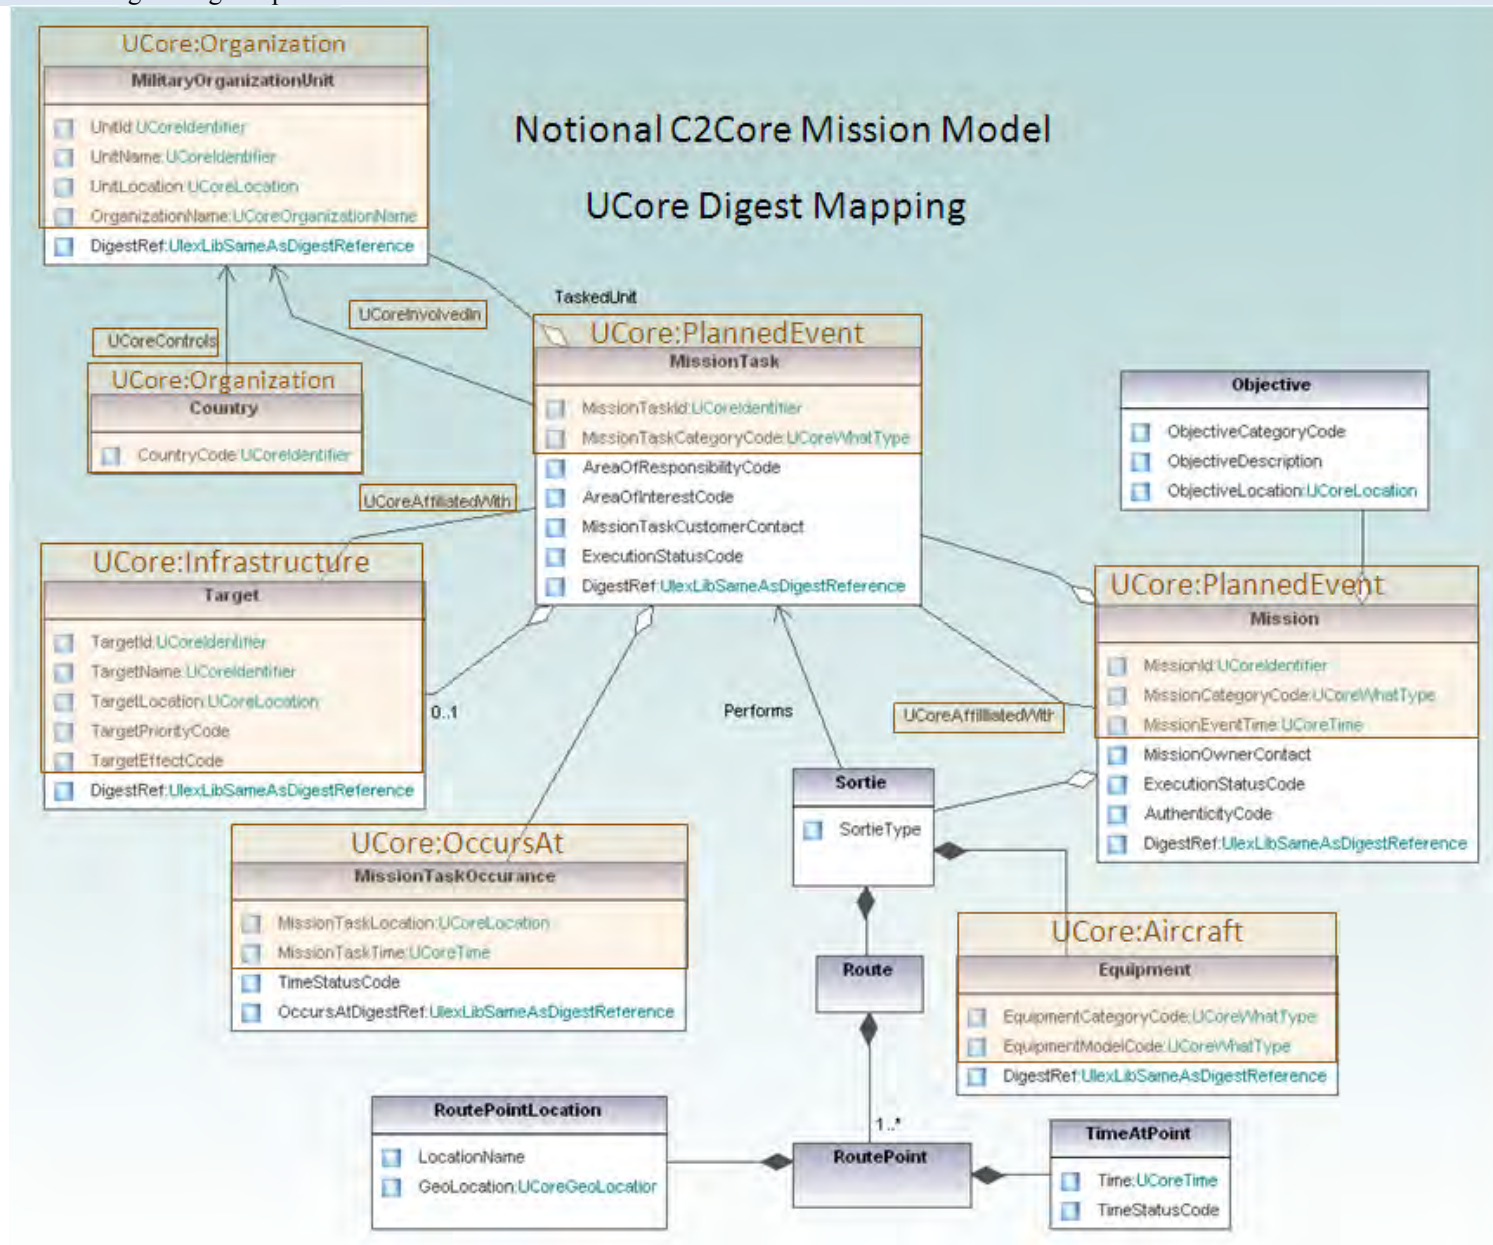 UCore:Organization
MilitaryOrganizationUnit
UnitId:UCoreIdentifier
UnitName:UCoreIdentifier
UnitLocation:UCoreLocation
OrganizationName:UCoreOrganizationName
DigestRef:UlexLibSameAsDigestReference
Notional C2Core Mission Model
UCore Digest Mapping
UCoreControls
UCoreInvolvedIn
TaskedUnit
UCore:Organization
Country
CountryCode:UCoreIdentifier
UCore:PlannedEvent
MissionTask
MissionTaskId:UCoreIdentifier
MissionTaskCategoryCode:UCoreWhatType
AreaOfResponsibilityCode
AreaOfInterestCode
MissionTaskCustomerContact
ExecutionStatusCode
DigestRef:UlexLibSameAsDigestReference
Objective
ObjectiveCategoryCode
ObjectiveDescription
ObjectiveLocation:UCoreLocation
UCoreAffiliatedWith
UCore:Infrastructure
Target
TargetId:UCoreIdentifier
TargetName:UCoreIdentifier
TargetLocation:UCoreLocation
TargetPriorityCode
TargetEffectCode
DigestRef:UlexLibSameAsDigestReference
0..1
Performs
UCoreAffilliatedWith
UCore:PlannedEvent
Mission
MissionId:UCoreIdentifier
MissionCategoryCode:UCoreWhatType
MissionEventTime:UCoreTime
MissionOwnerContact
ExecutionStatusCode
AuthenticityCode
DigestRef:UlexLibSameAsDigestReference
Sortie
SortieType
UCore:OccursAt
MissionTaskOccurance
MissionTaskLocation:UCoreLocation
MissionTaskTime:UCoreTime
TimeStatusCode
OccursAtDigestRef:UlexLibSameAsDigestReference
Route
UCore:Aircraft
Equipment
EquipmentCategoryCode:UCoreWhatType
EquipmentModelCode:UCoreWhatType
DigestRef:UlexLibSameAsDigestReference
1..*
RoutePointLocation
LocationName
GeoLocation:UCoreGeoLocation
RoutePoint
TimeAtPoint
Time:UCoreTime
TimeStatusCode